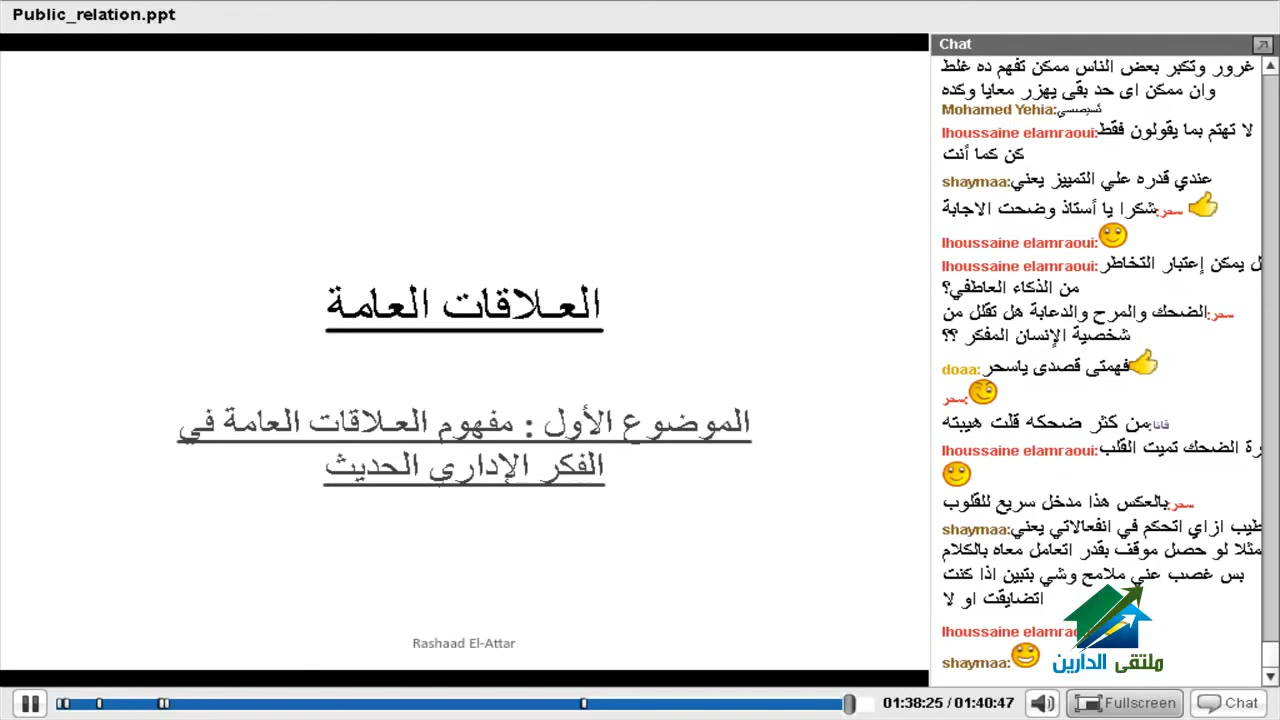 Public_relation.ppt
العـلاقات العامة
الموضوع الأول : مفهوم العـلاقات العامة في
الفكر الإداري الحديث
Rashaad El-Attar
Chat
غرور وتكبر بعض الناس ممكن تفهم ده غلط
وان ممكن اى حد بقى يهزر معايا وكده
Mohamed Yehia:
lhoussaine elamraoui:لا تهتم بما يقولون فقط
كن كما أنت
shaymaa:عندي قدره علي التمييز يعني
سحر:شكرا يا أستاذ وضحت الاجابة
lhoussaine elamraoui:
lhoussaine elamraoui:ل يمكن إعتبار التخاطر
من الذكاء العاطفي؟
سحر:الضحك والمرح والدعابة هل تقلل من
شخصية الإنسان المفكر ؟؟
doaa:فهمتى قصدى ياسحر
سحر:
فانا:من كثر ضحكه قلت هيبته
lhoussaine elamraoui:رة الضحك تميت القلب
سحر:بالعكس هذا مدخل سريع للقلوب
shaymaa:طيب ازاي اتحكم في انفعالاتي يعني
مثلا لو حصل موقف بقدر اتعامل معاه بالكلام
بس غصب عني ملامح وشي بتبين اذا كنت
اتضايقت او لا
lhoussaine elamrao
shaymaa:
ملتقى الدارين
01:38:25 / 01:40:47
Fullscreen
Chat